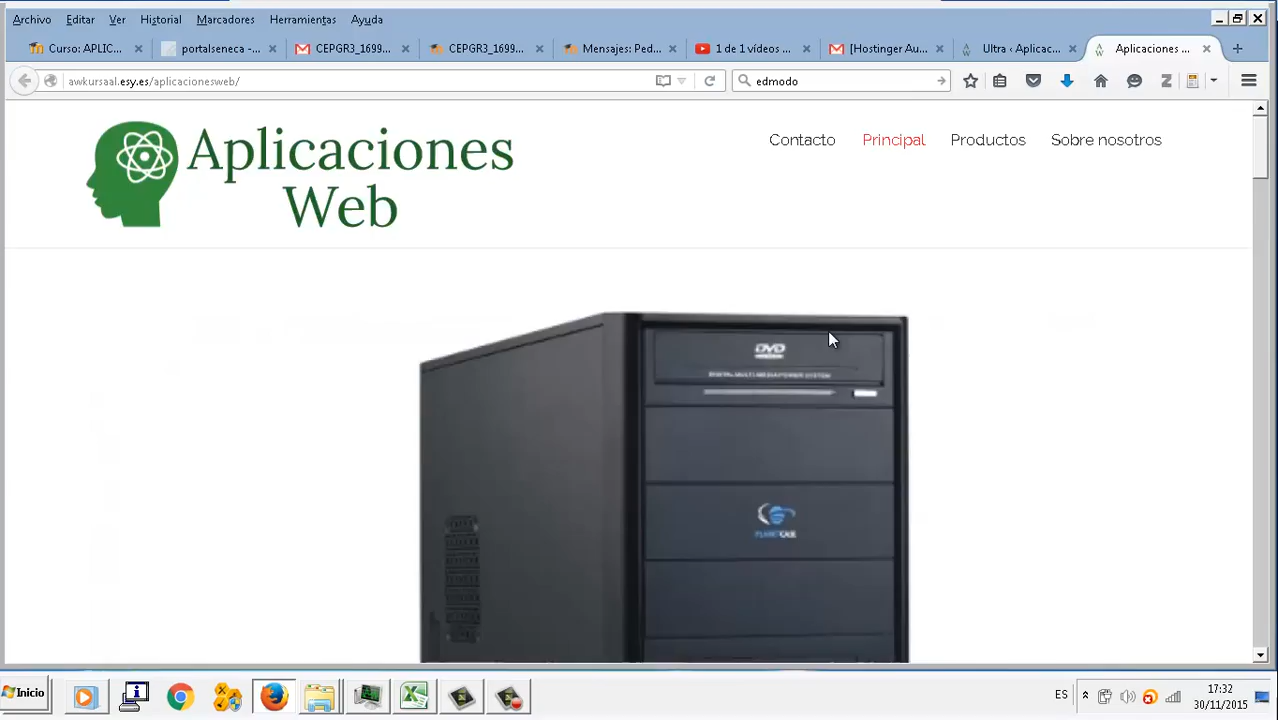 Archivo Editar Ver Historial Marcadores Herramientas Ayuda
Curso: APLIC... portalseneca -... CEPGR3_1699... CEPGR3_1699... Mensajes: Ped... 1 de 1 vídeos ... [Hostinger Au... Ultra ‹ Aplicac... Aplicaciones ...
awkursaal.esy.es/aplicacionesweb/ edmodo
Aplicaciones
Web
Contacto Principal Productos Sobre nosotros
DVD
DIGITAL MULTI MEDIA POWER SYSTEM
Inicio
ES
17:32
30/11/2015